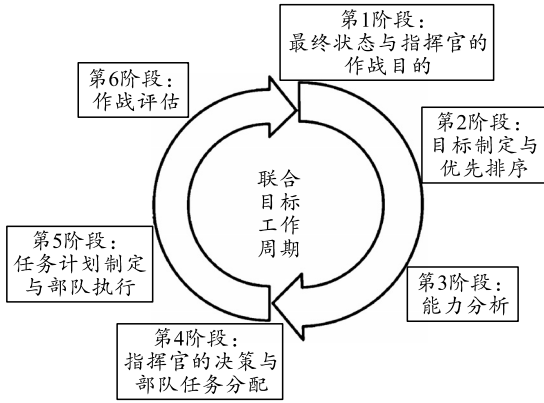 第1阶段：
最终状态与指挥官的
作战目的
第2阶段：
目标制定与
优先排序
第3阶段：
能力分析
第4阶段：
指挥官的决策与
部队任务分配
第5阶段：
任务计划制定
与部队执行
第6阶段：
作战评估
联合
目标
工作
周期